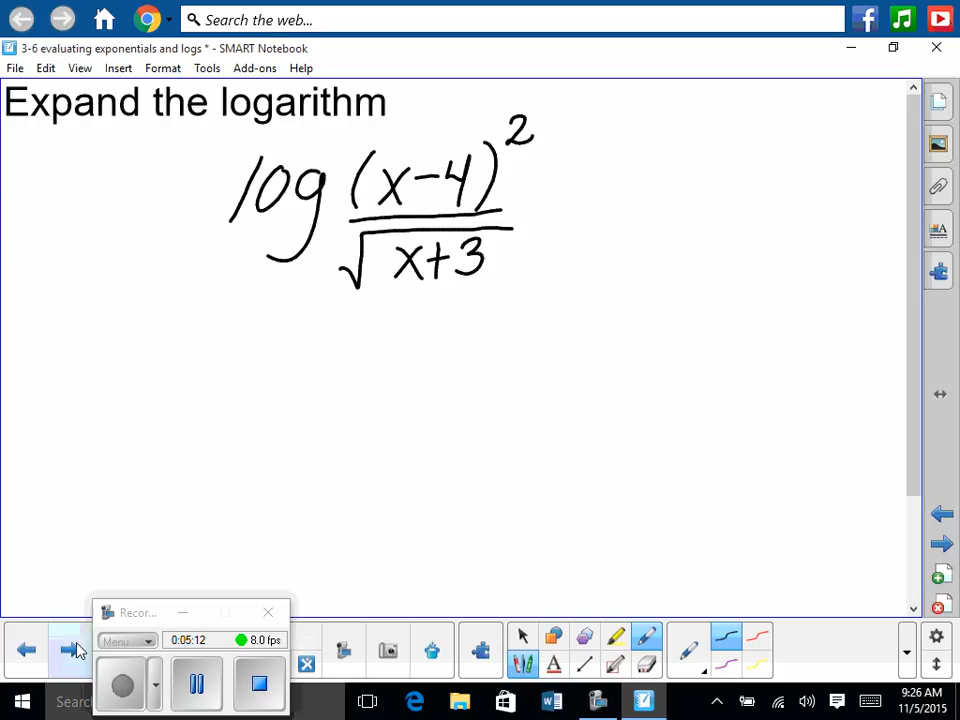 Search the web...
3-6 evaluating exponentials and logs * - SMART Notebook
File Edit View Insert Format Tools Add-ons Help
Expand the logarithm
log (x-4)²
√x+3
Recor...
Menu
0:05:12 8.0 fps
Sear
9:26 AM
11/5/2015